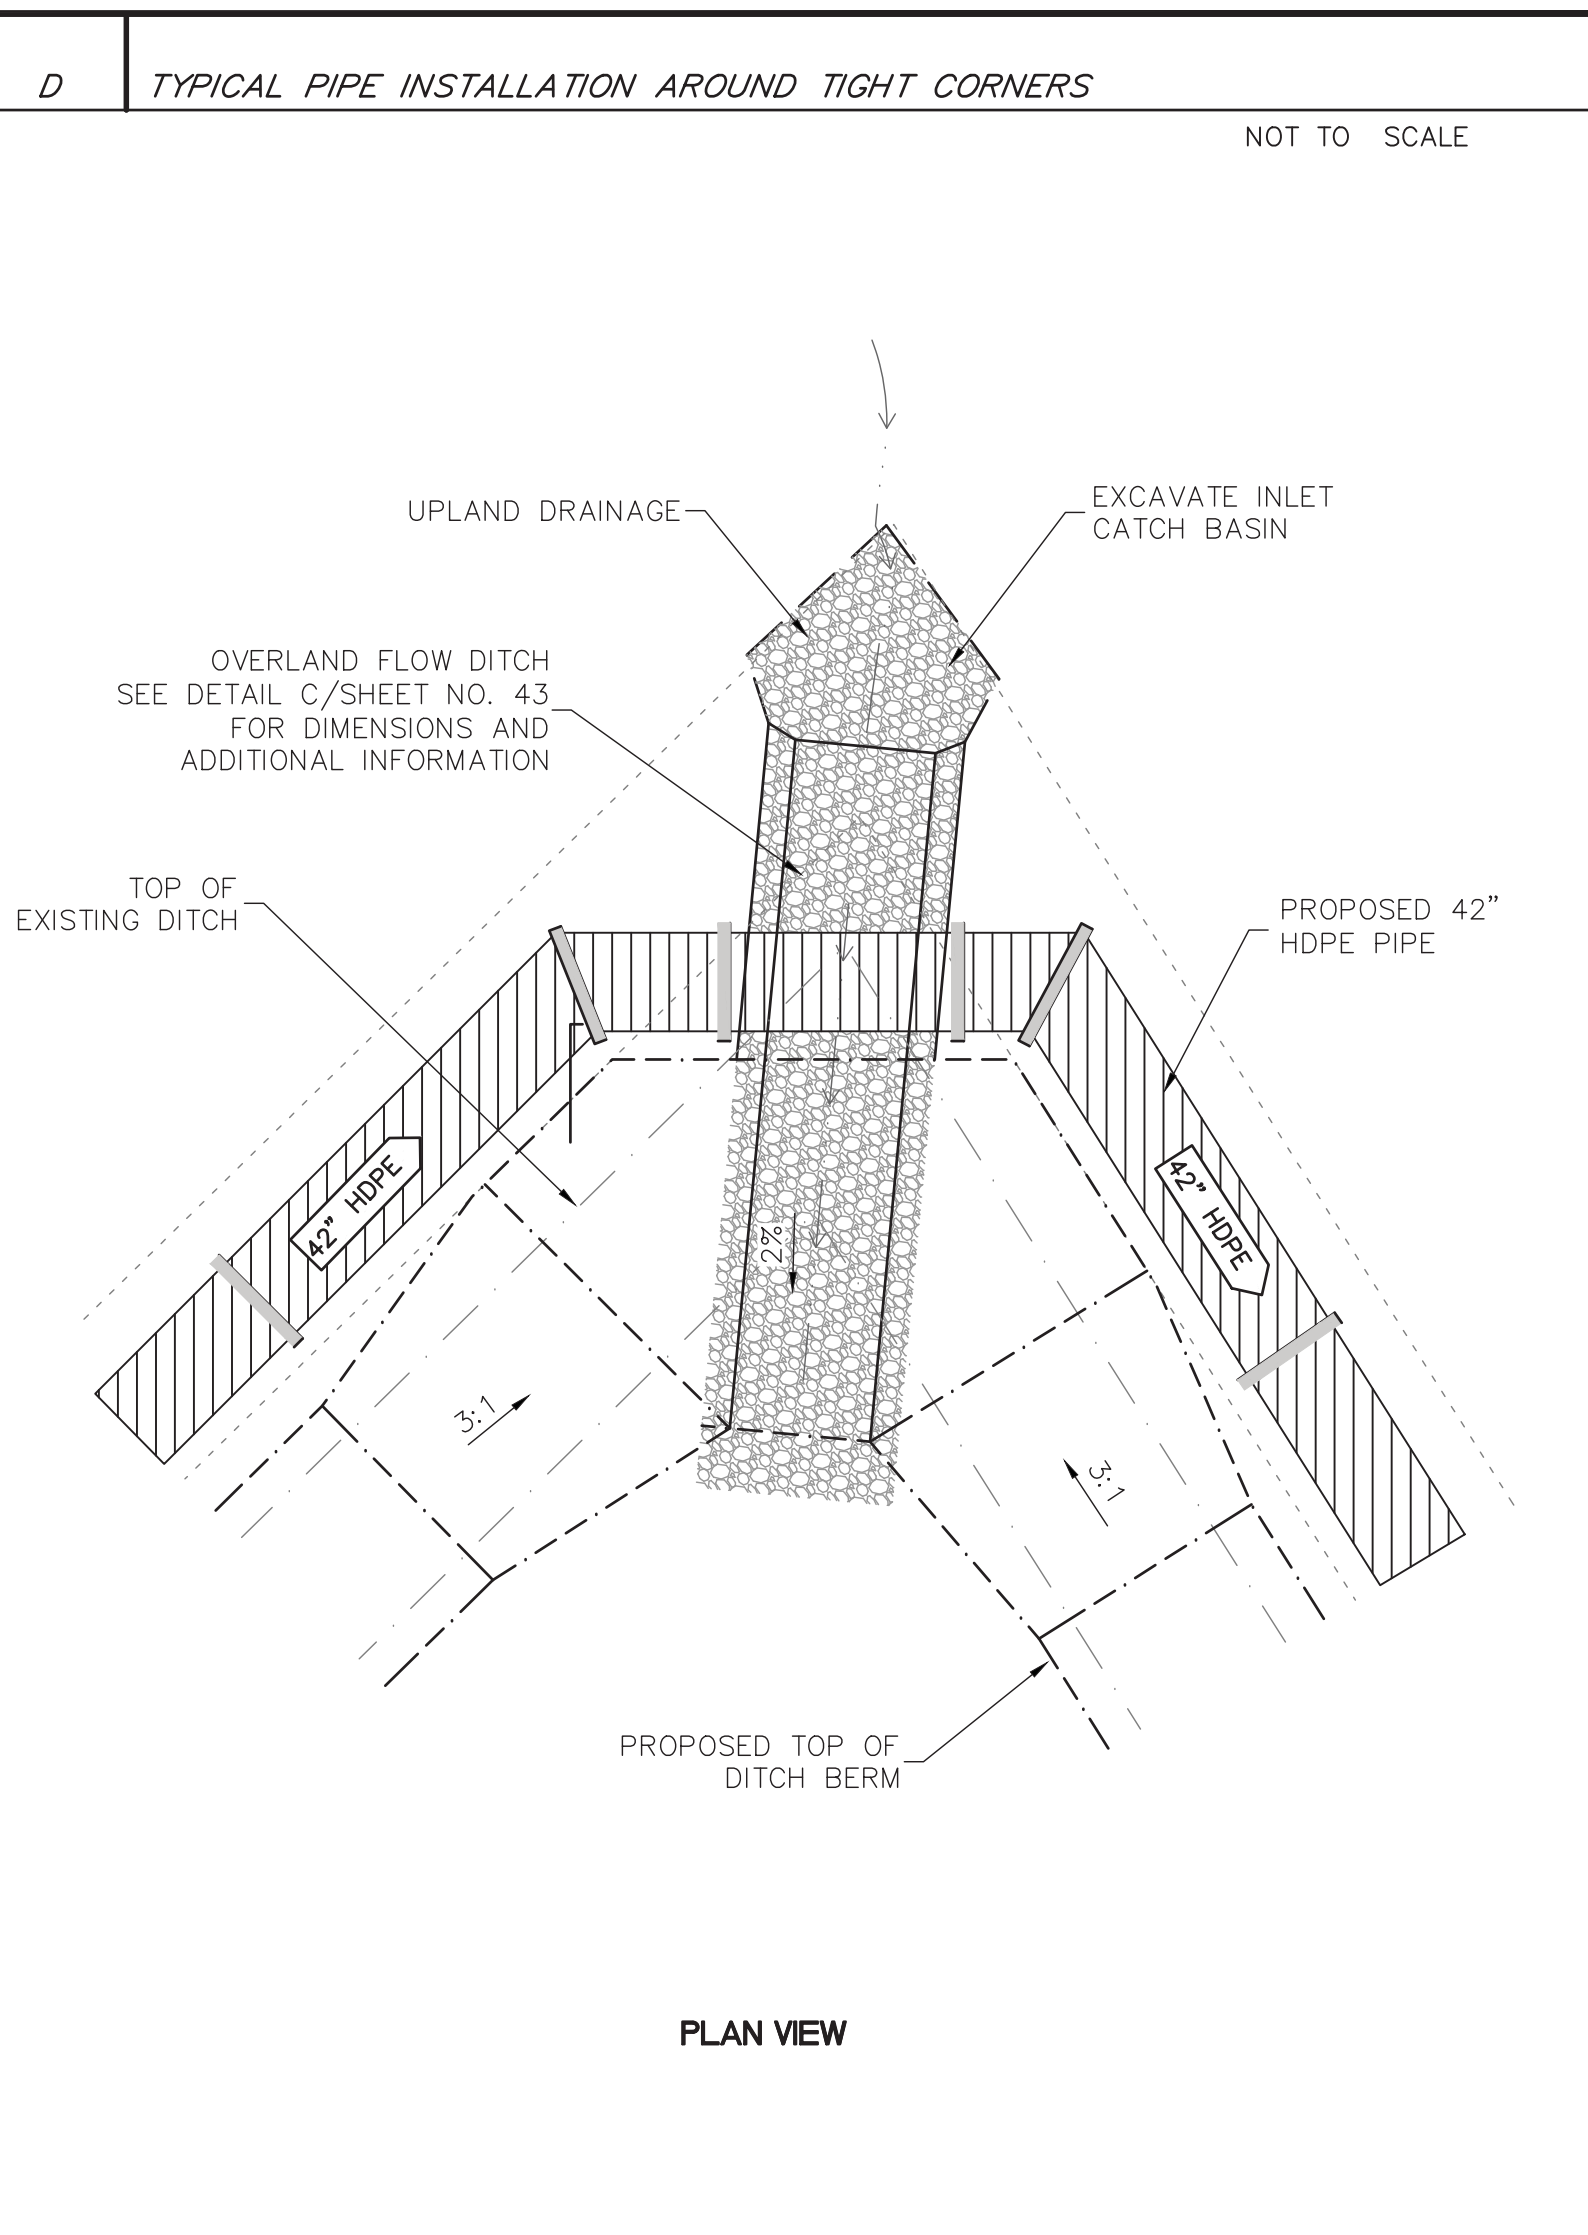 D
TYPICAL PIPE INSTALLATION AROUND TIGHT CORNERS
NOT TO SCALE
UPLAND DRAINAGE
EXCAVATE INLET
CATCH BASIN
OVERLAND FLOW DITCH
SEE DETAIL C/SHEET NO. 43
FOR DIMENSIONS AND
ADDITIONAL INFORMATION
TOP OF
EXISTING DITCH
PROPOSED 42”
HDPE PIPE
42” HDPE
42” HDPE
2%
3:1
3:1
PROPOSED TOP OF
DITCH BERM
PLAN VIEW